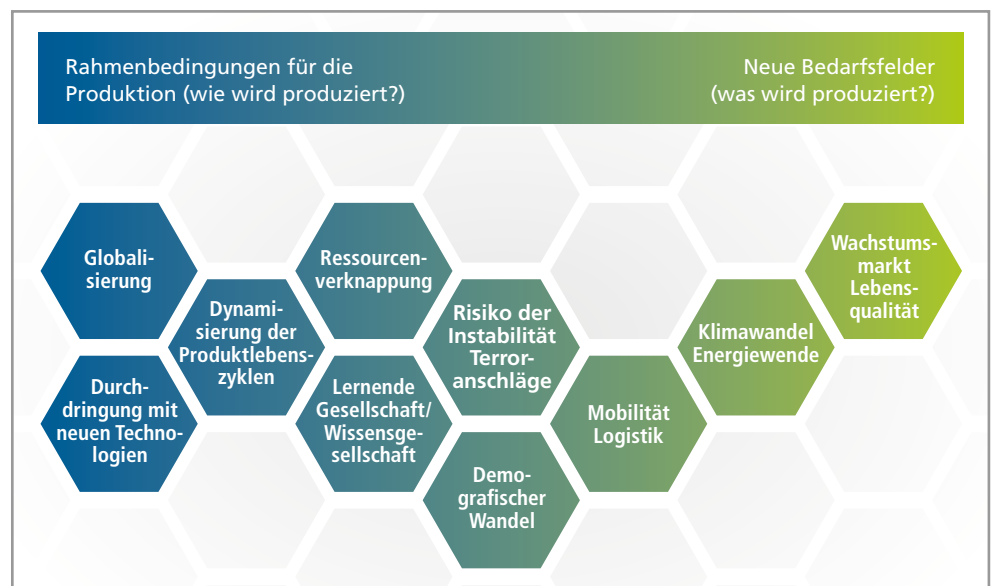 Rahmenbedingungen für die
Produktion (wie wird produziert?)
Neue Bedarfsfelder
(was wird produziert?)
Globali-
sierung
Durch-
dringung mit
neuen Techno-
logien
Dynami-
sierung der
Produktlebens-
zyklen
Ressourcen-
verknappung
Lernende
Gesellschaft/
Wissensge-
sellschaft
Risiko der
Instabilität
Terror-
anschläge
Demo-
grafischer
Wandel
Mobilität
Logistik
Klimawandel
Energiewende
Wachstums-
markt
Lebens-
qualität